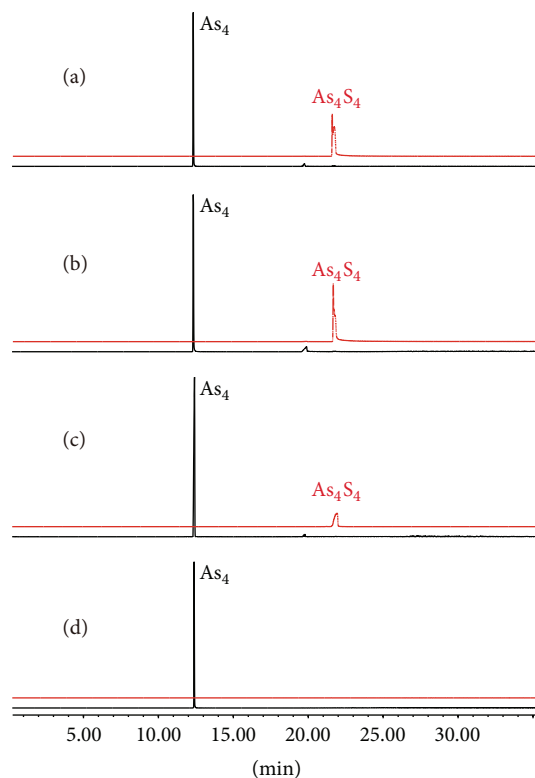 As₄
(a)
As₄S₄
As₄
(b)
As₄S₄
As₄
(c)
As₄S₄
As₄
(d)
5.00 10.00 15.00 20.00 25.00 30.00
(min)